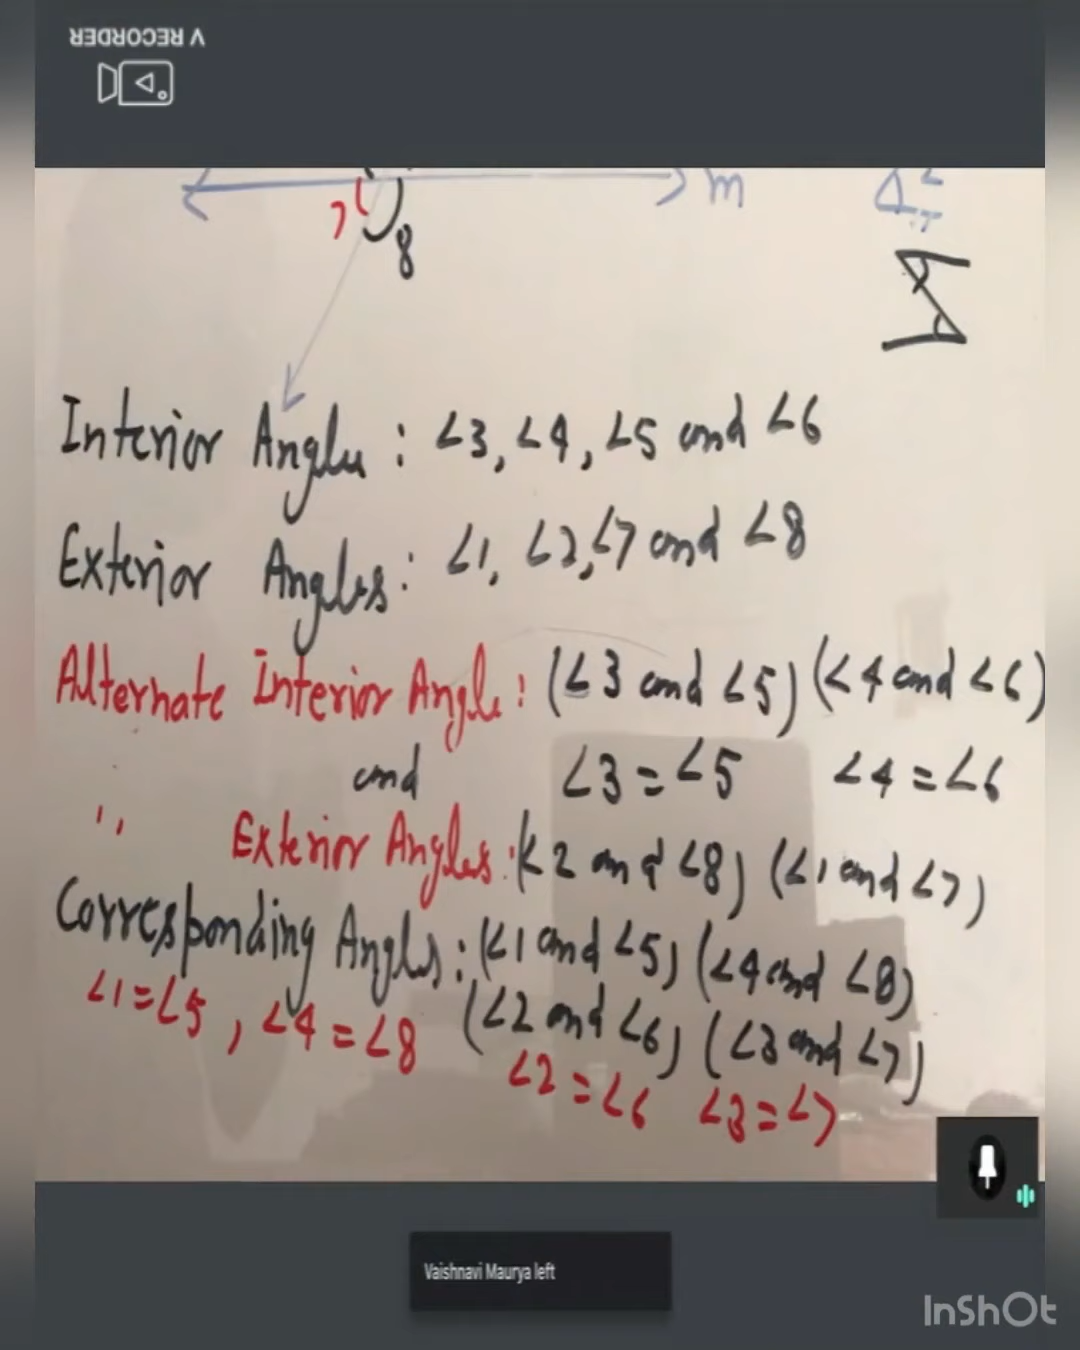 V RECORDER
m
7
8
Interior Angles : ∠3, ∠4, ∠5 and ∠6
Exterior Angles : ∠1, ∠2, ∠7 and ∠8
Alternate Interior Angle : (∠3 and ∠5) (∠4 and ∠6)
and ∠3 = ∠5 ∠4 = ∠6
" Exterior Angles : (∠2 and ∠8) (∠1 and ∠7)
Corresponding Angles : (∠1 and ∠5) (∠4 and ∠8)
∠1 = ∠5 , ∠4 = ∠8 (∠2 and ∠6) (∠3 and ∠7)
∠2 = ∠6 ∠3 = ∠7
Vaishnavi Maurya left
InShOt